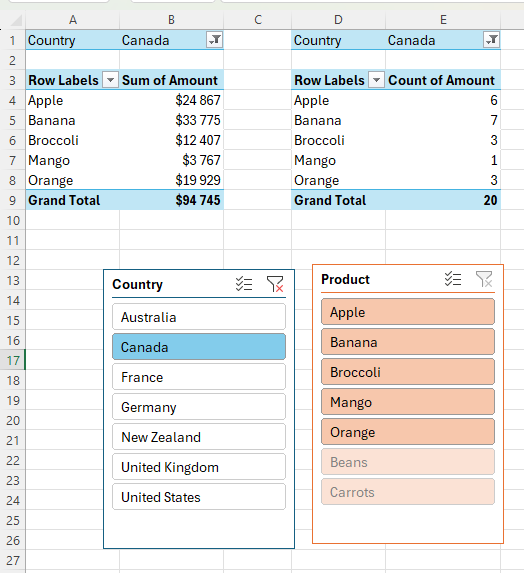 A B C D E
1 Country Canada Country Canada
2
3 Row Labels Sum of Amount Row Labels Count of Amount
4 Apple $24 867 Apple 6
5 Banana $33 775 Banana 7
6 Broccoli $12 407 Broccoli 3
7 Mango $3 767 Mango 1
8 Orange $19 929 Orange 3
9 Grand Total $94 745 Grand Total 20
10
11
12
13 Country Product
14
15 Australia Apple
16 Canada Banana
17
18 France Broccoli
19 Germany Mango
20
21 New Zealand Orange
22 United Kingdom Beans
23
24 United States Carrots
25
26
27